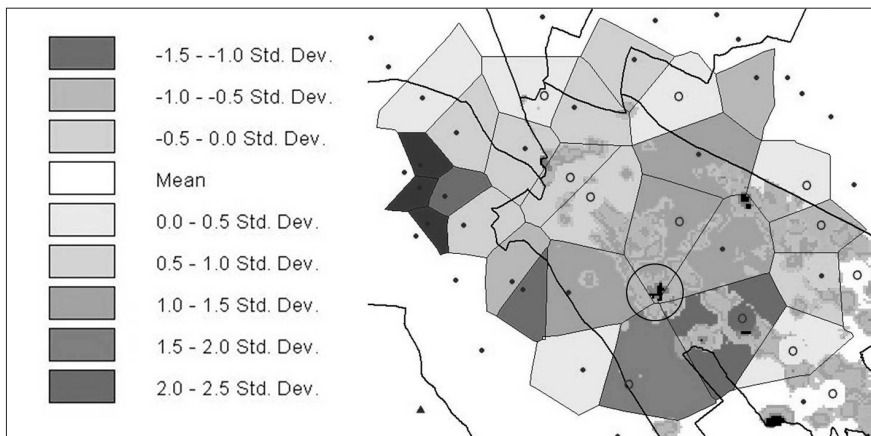 -1.5 - -1.0 Std. Dev.
-1.0 - -0.5 Std. Dev.
-0.5 - 0.0 Std. Dev.
Mean
0.0 - 0.5 Std. Dev.
0.5 - 1.0 Std. Dev.
1.0 - 1.5 Std. Dev.
1.5 - 2.0 Std. Dev.
2.0 - 2.5 Std. Dev.